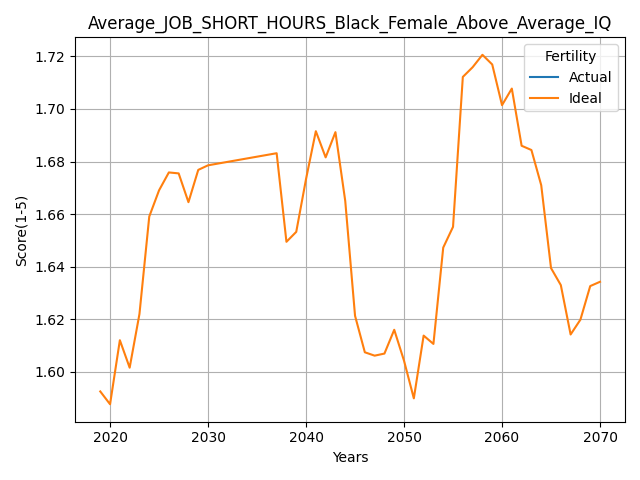 Average_JOB_SHORT_HOURS_Black_Female_Above_Average_IQ
Fertility
Actual
Ideal
Score(1-5)
1.72
1.70
1.68
1.66
1.64
1.62
1.60
2020 2030 2040 2050 2060 2070
Years